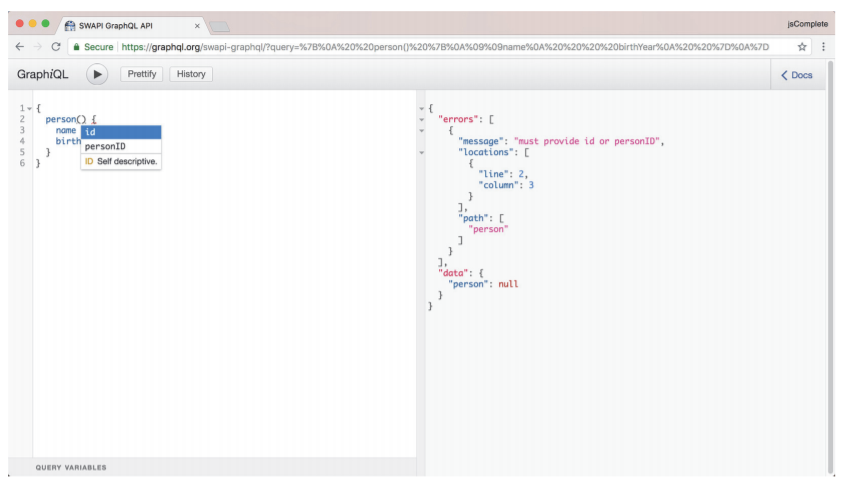 SWAPI GraphQL API ×
jsComplete
Secure https://graphql.org/swapi-graphql/?query=%7B%0A%20%20person()%20%7B%0A%09%09name%0A%20%20%20%20birthYear%0A%20%20%7D%0A%7D
GraphiQL Prettify History Docs
1 {
2 person() {
3 name
4 birth
5 }
6 }
id
personID
ID Self descriptive.
{
"errors": [
{
"message": "must provide id or personID",
"locations": [
{
"line": 2,
"column": 3
}
],
"path": [
"person"
]
}
],
"data": {
"person": null
}
}
QUERY VARIABLES